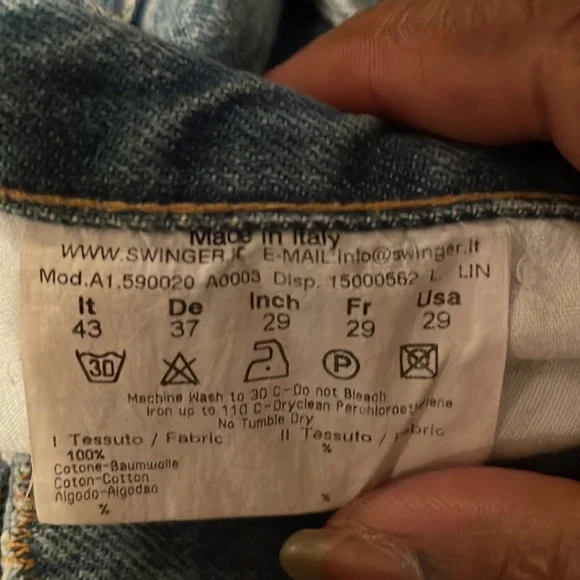 Made in Italy
WWW.SWINGER.IT E-MAIL:info@swinger.it
Mod.A1.590020 A0003 Disp. 15000562 L. LIN
It De Inch Fr Usa
43 37 29 29 29
30 P
Machine Wash to 30 C-Do not Bleach
Iron up to 110 C-Dryclean Perchloroetilene
No Tumble Dry
I Tessuto / Fabric II Tessuto / Fabric
100% %
Cotone-Baumwolle
Coton-Cotton
Algodo-Algodao
% %